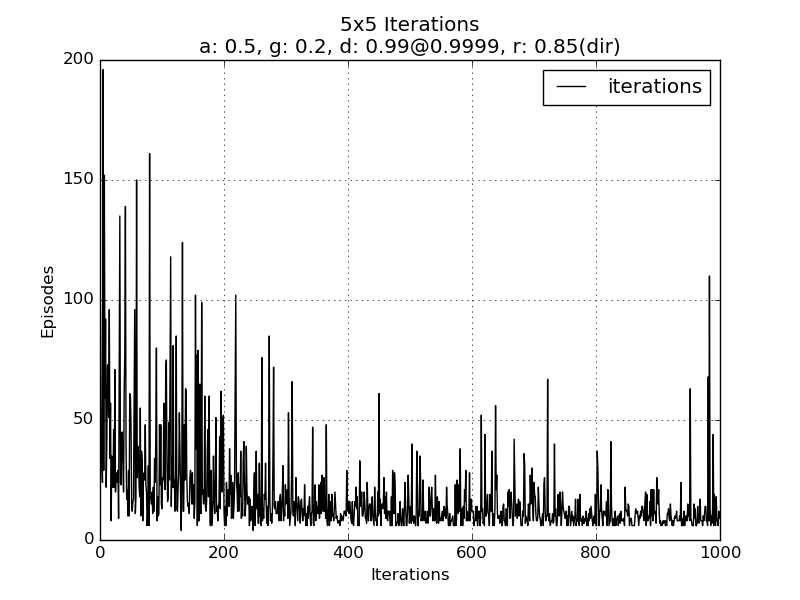 5x5 Iterations
a: 0.5, g: 0.2, d: 0.99@0.9999, r: 0.85(dir)
iterations
200
150
100
50
0
Episodes
0 200 400 600 800 1000
Iterations